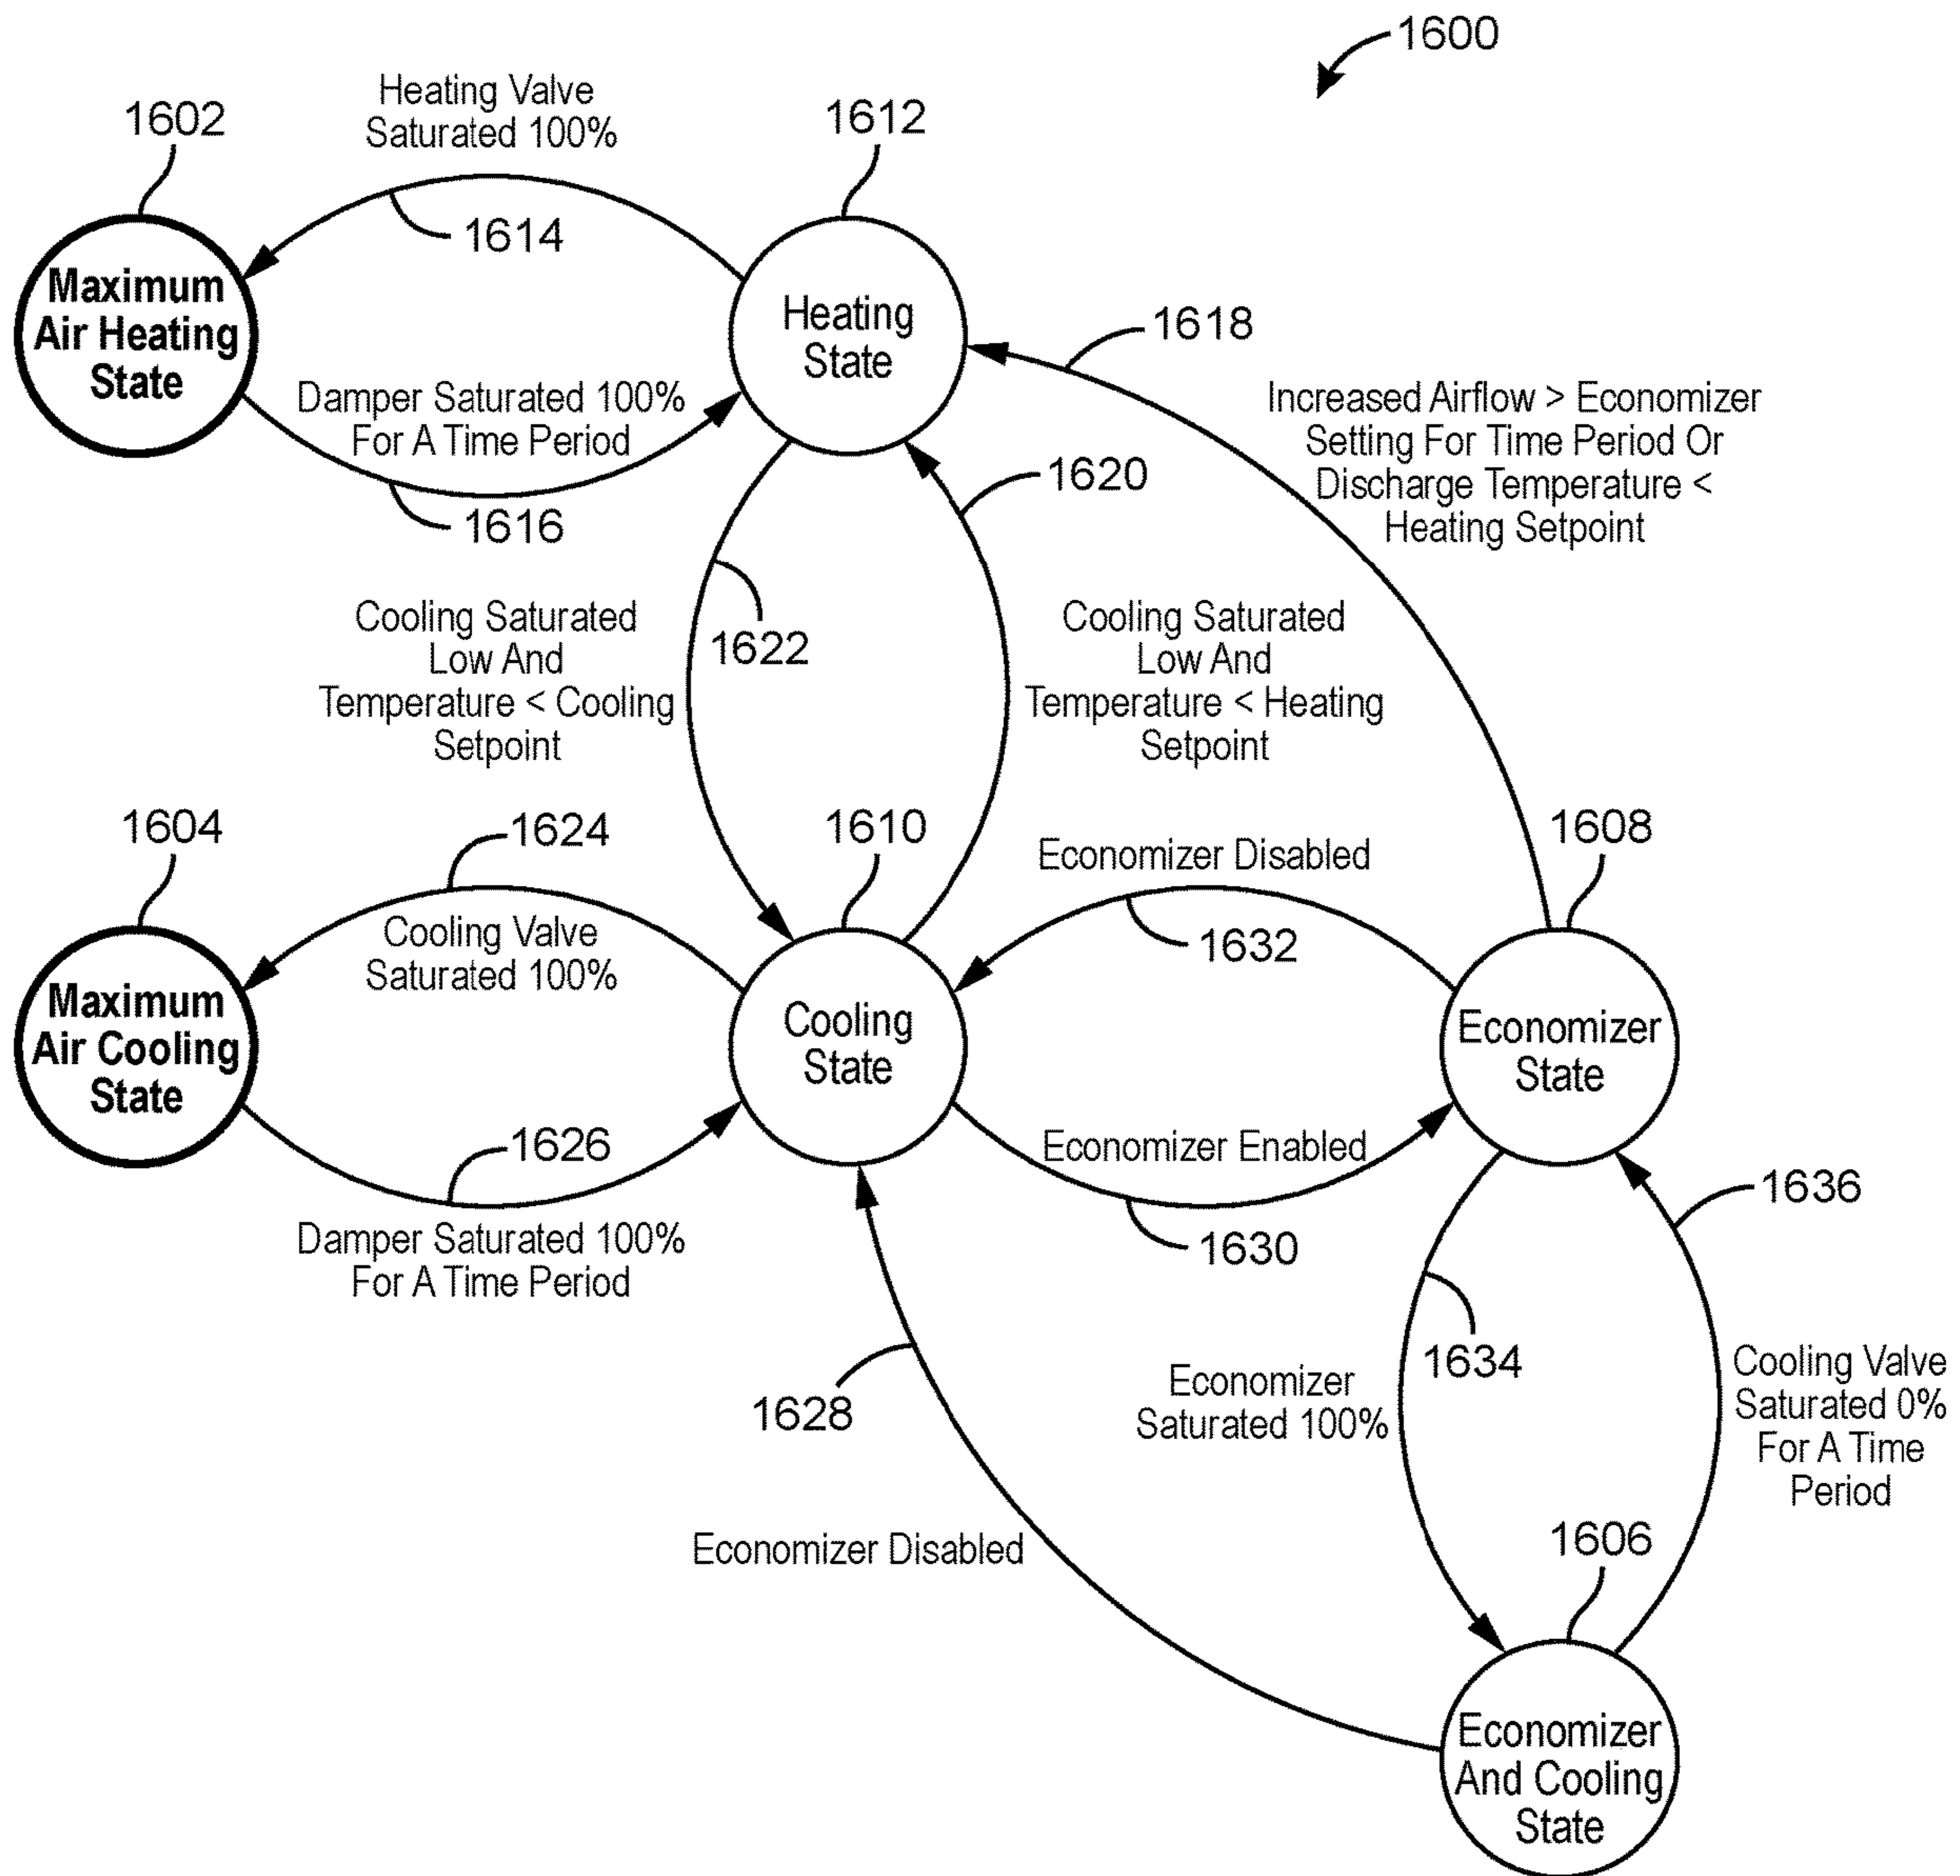 1600
Heating Valve
Saturated 100%
1602
1612
1614
Maximum
Air Heating
State
Heating
State
1618
Damper Saturated 100%
For A Time Period
1616
Increased Airflow > Economizer
Setting For Time Period Or
Discharge Temperature <
Heating Setpoint
1620
Cooling Saturated
Low And
Temperature < Cooling
Setpoint
1622
Cooling Saturated
Low And
Temperature < Heating
Setpoint
1604
1624
1610
Economizer Disabled
1608
Cooling Valve
Saturated 100%
1632
Maximum
Air Cooling
State
Cooling
State
Economizer
State
1626
Economizer Enabled
1636
Damper Saturated 100%
For A Time Period
1630
1628
Economizer
Saturated 100%
1634
Cooling Valve
Saturated 0%
For A Time
Period
Economizer Disabled
1606
Economizer
And Cooling
State